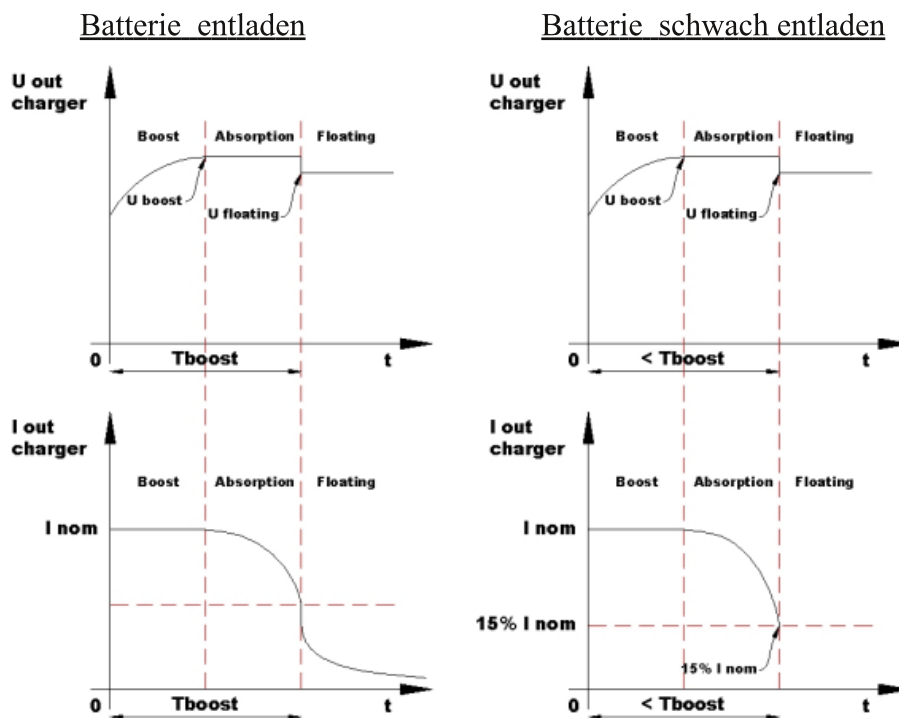 Batterie entladen
U out
charger
Boost Absorption Floating
U boost
U floating
0 Tboost t
I out
charger
Boost Absorption Floating
I nom
0 Tboost t
Batterie schwach entladen
U out
charger
Boost Absorption Floating
U boost
U floating
0 < Tboost t
I out
charger
Boost Absorption Floating
I nom
15% I nom
15% I nom
0 < Tboost t